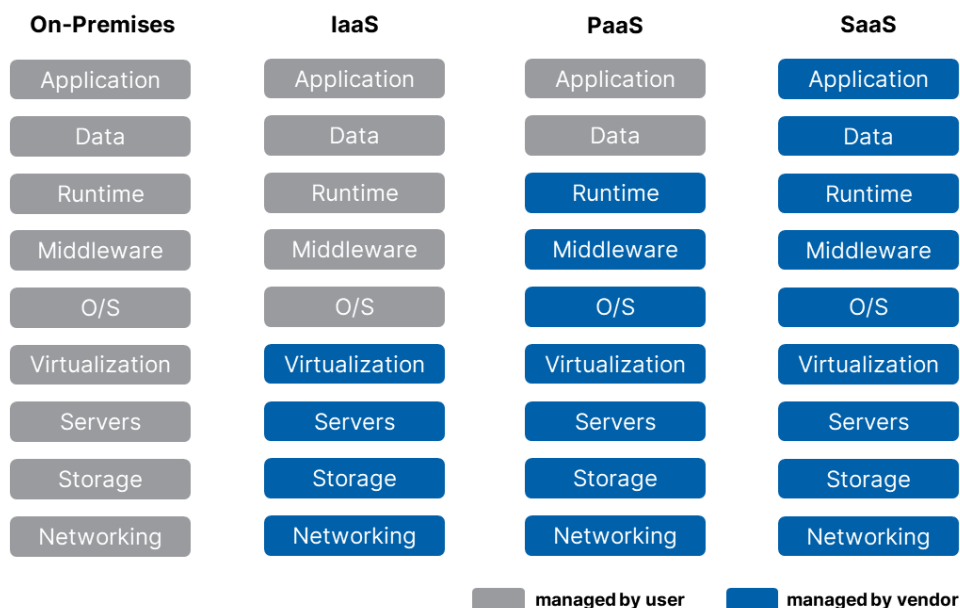 On-Premises IaaS PaaS SaaS
Application Application Application Application
Data Data Data Data
Runtime Runtime Runtime Runtime
Middleware Middleware Middleware Middleware
O/S O/S O/S O/S
Virtualization Virtualization Virtualization Virtualization
Servers Servers Servers Servers
Storage Storage Storage Storage
Networking Networking Networking Networking
managed by user managed by vendor